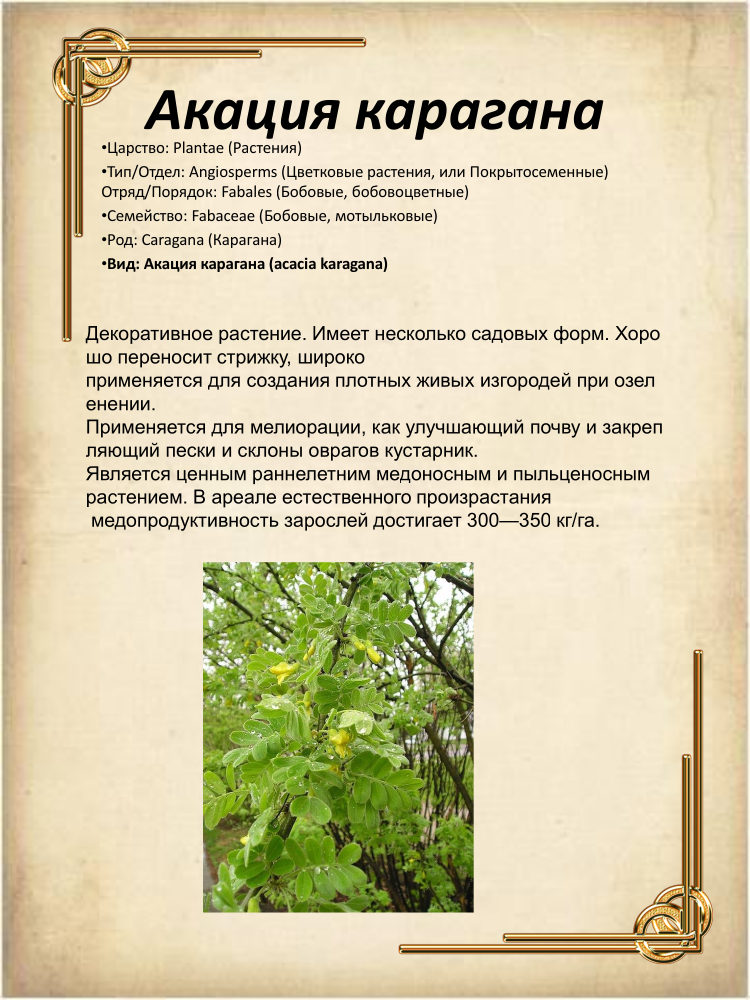 Акация карагана
•Царство: Plantae (Растения)
•Тип/Отдел: Angiosperms (Цветковые растения, или Покрытосеменные)
Отряд/Порядок: Fabales (Бобовые, бобовоцветные)
•Семейство: Fabaceae (Бобовые, мотыльковые)
•Род: Caragana (Карагана)
•Вид: Акация карагана (acacia karagana)
Декоративное растение. Имеет несколько садовых форм. Хоро
шо переносит стрижку, широко
применяется для создания плотных живых изгородей при озел
енении.
Применяется для мелиорации, как улучшающий почву и закреп
ляющий пески и склоны оврагов кустарник.
Является ценным раннелетним медоносным и пыльценосным
растением. В ареале естественного произрастания
медопродуктивность зарослей достигает 300—350 кг/га.